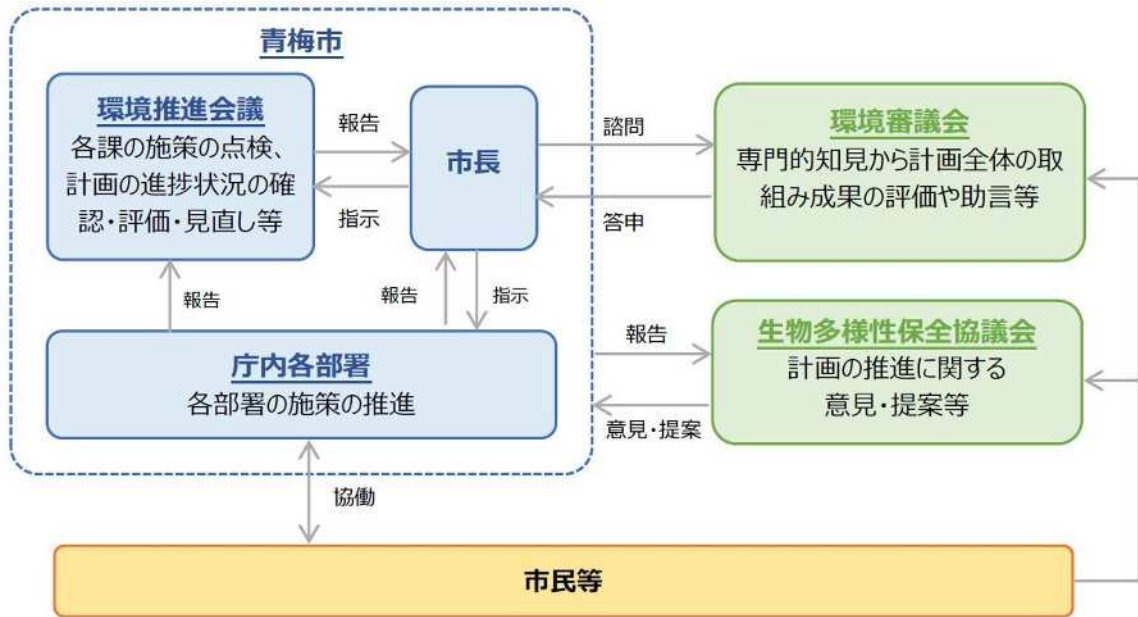 青梅市
環境推進会議
各課の施策の点検、
計画の進捗状況の確
認・評価・見直し等
報告
指示
市長
諮問
答申
環境審議会
専門的知見から計画全体の取
組み成果の評価や助言等
報告
報告
指示
庁内各部署
各部署の施策の推進
報告
意見・提案
生物多様性保全協議会
計画の推進に関する
意見・提案等
協働
市民等